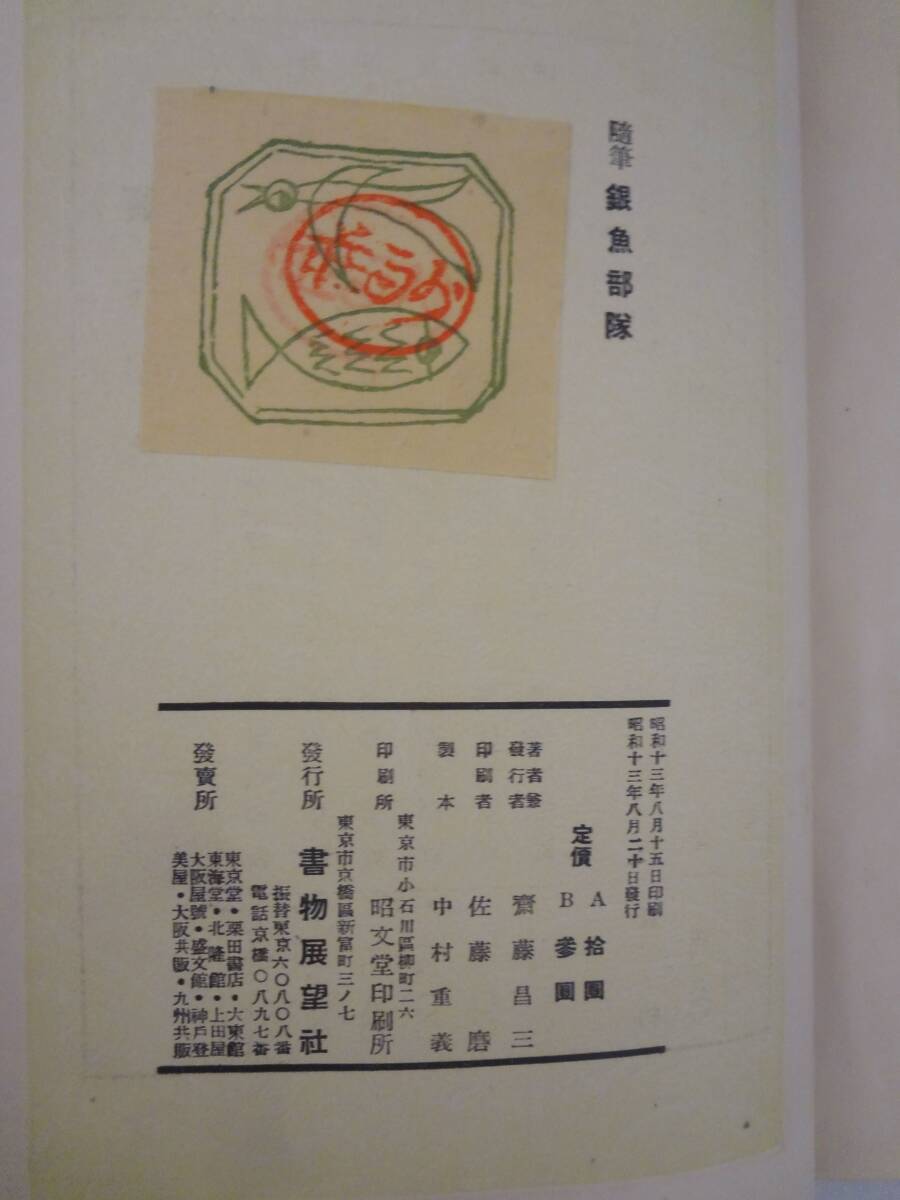 隨筆 銀魚部隊
昭和十三年八月十五日印刷
昭和十三年八月二十日發行
定價 A 拾圓
B 參圓
著者兼
發行者 齋藤昌三
印刷者 佐藤磨
製本 中村重義
東京市小石川區柳町二六
印刷所 昭文堂印刷所
東京市京橋區新富町三ノ七
發行所 書物展望社
振替東京六〇八〇八番
電話京橋〇八九七番
發賣所
東京堂・栗田書店・大東館
東海堂・北隆館・上田屋
大阪屋號・盛文館・神戶登
美屋・大阪共販・九州共販